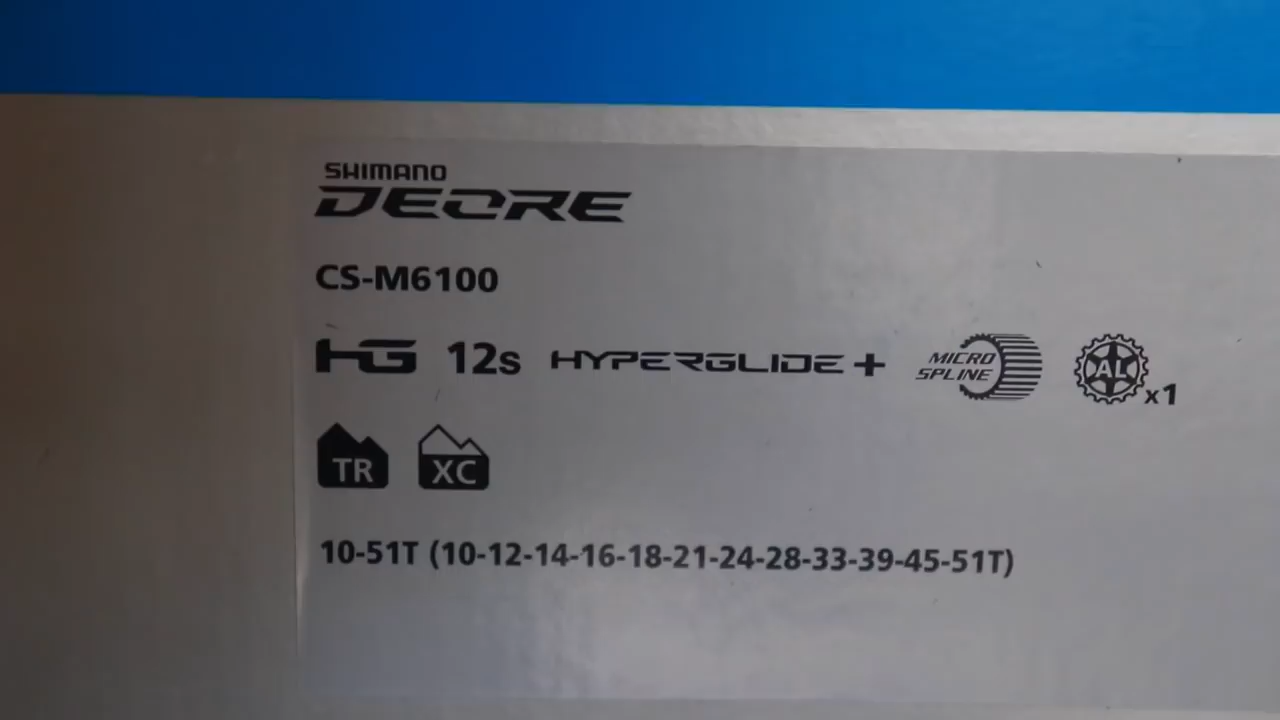 SHIMANO
DEORE
CS-M6100
HG 12s HYPERGLIDE+ MICRO SPLINE AL x1
TR XC
10-51T (10-12-14-16-18-21-24-28-33-39-45-51T)